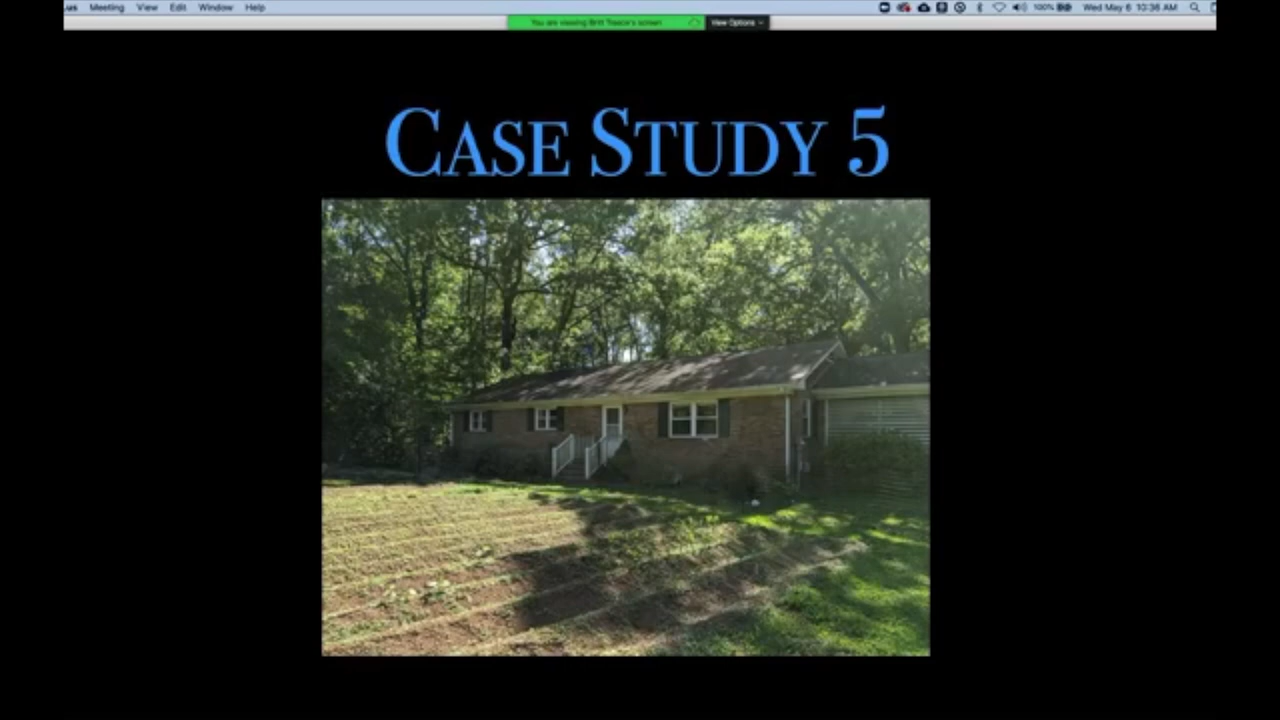 Meeting View Edit Window Help 100% Wed May 6 10:36 AM
You are viewing Britt Treece's screen View Options
CASE STUDY 5